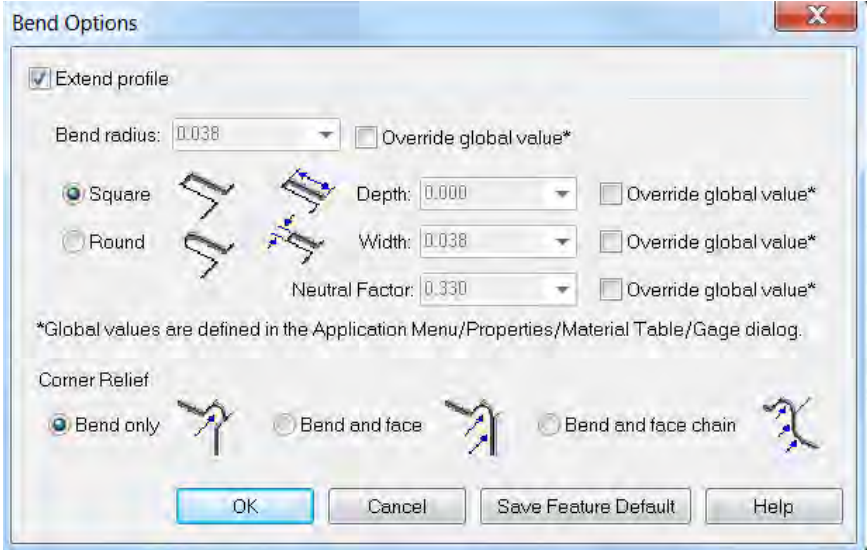 Bend Options
Extend profile
Bend radius: 0.038 Override global value*
Square Depth: 0.000 Override global value*
Round Width: 0.038 Override global value*
Neutral Factor: 0.330 Override global value*
*Global values are defined in the Application Menu/Properties/Material Table/Gage dialog.
Corner Relief
Bend only Bend and face Bend and face chain
OK Cancel Save Feature Default Help